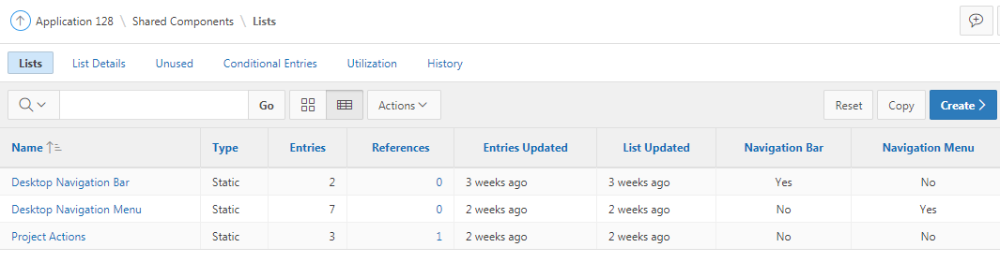 Application 128 \ Shared Components \ Lists
Lists List Details Unused Conditional Entries Utilization History
Go Actions Reset Copy Create
Name Type Entries References Entries Updated List Updated Navigation Bar Navigation Menu
Desktop Navigation Bar Static 2 0 3 weeks ago 3 weeks ago Yes No
Desktop Navigation Menu Static 7 0 2 weeks ago 2 weeks ago No Yes
Project Actions Static 3 1 2 weeks ago 2 weeks ago No No